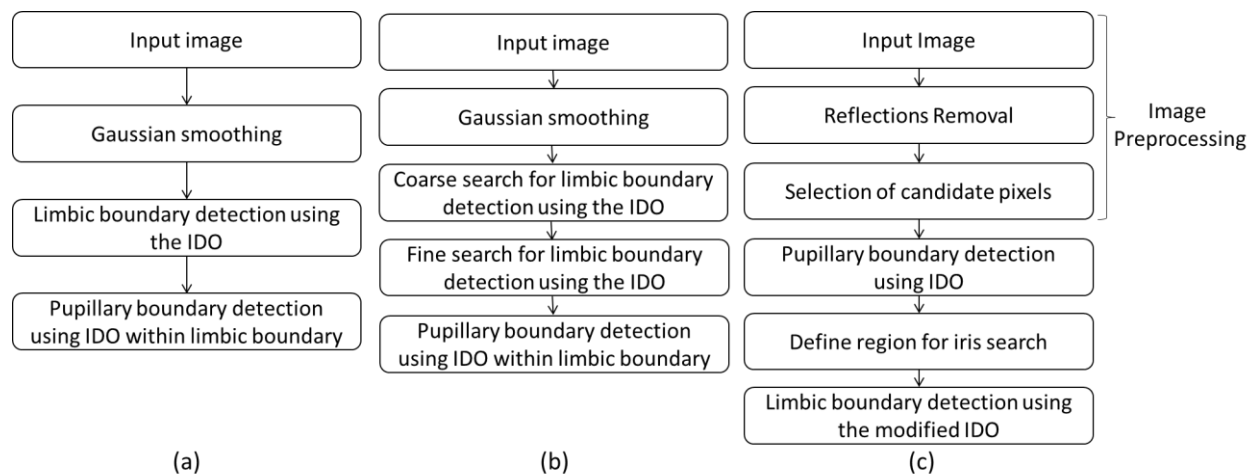 Input image
Gaussian smoothing
Limbic boundary detection using
the IDO
Pupillary boundary detection
using IDO within limbic boundary
(a)
Input image
Gaussian smoothing
Coarse search for limbic boundary
detection using the IDO
Fine search for limbic boundary
detection using the IDO
Pupillary boundary detection
using IDO within limbic boundary
(b)
Input Image
Reflections Removal
Selection of candidate pixels
Image
Preprocessing
Pupillary boundary detection
using IDO
Define region for iris search
Limbic boundary detection using
the modified IDO
(c)